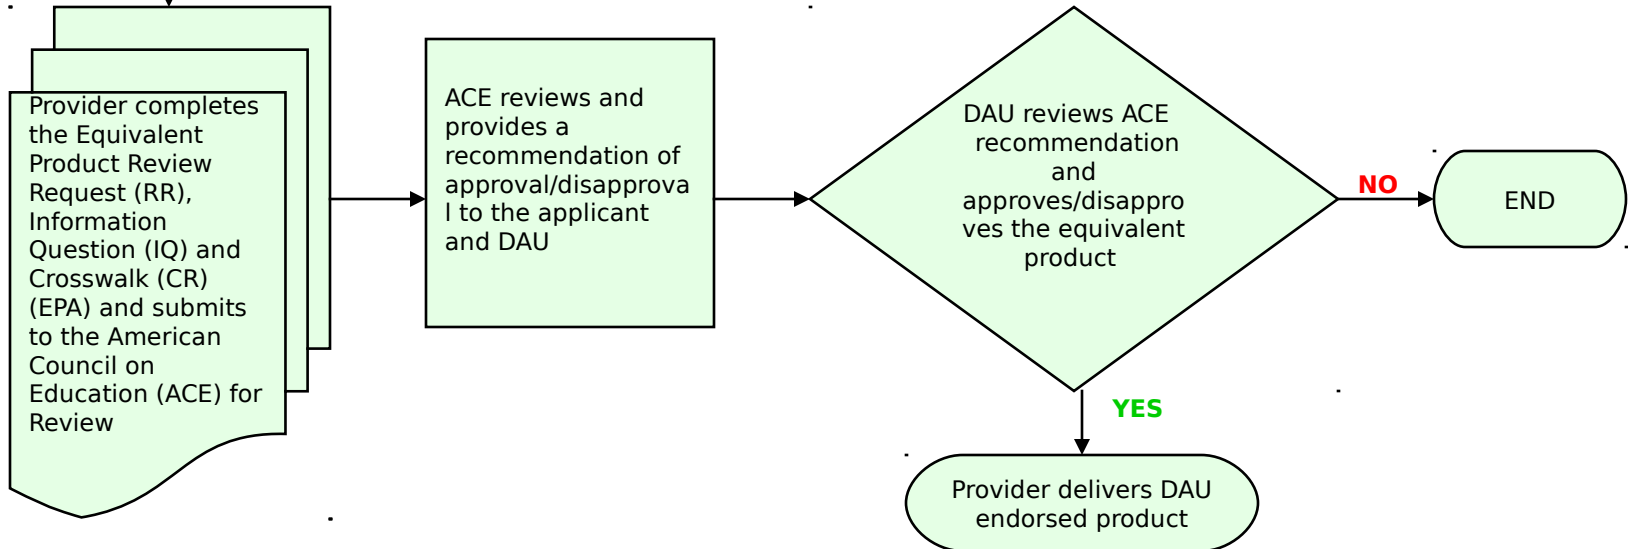 Provider completes
the Equivalent
Product Review
Request (RR),
Information
Question (IQ) and
Crosswalk (CR)
(EPA) and submits
to the American
Council on
Education (ACE) for
Review
ACE reviews and
provides a
recommendation of
approval/disapprova
l to the applicant
and DAU
DAU reviews ACE
recommendation
and
approves/disappro
ves the equivalent
product
NO
END
YES
Provider delivers DAU
endorsed product